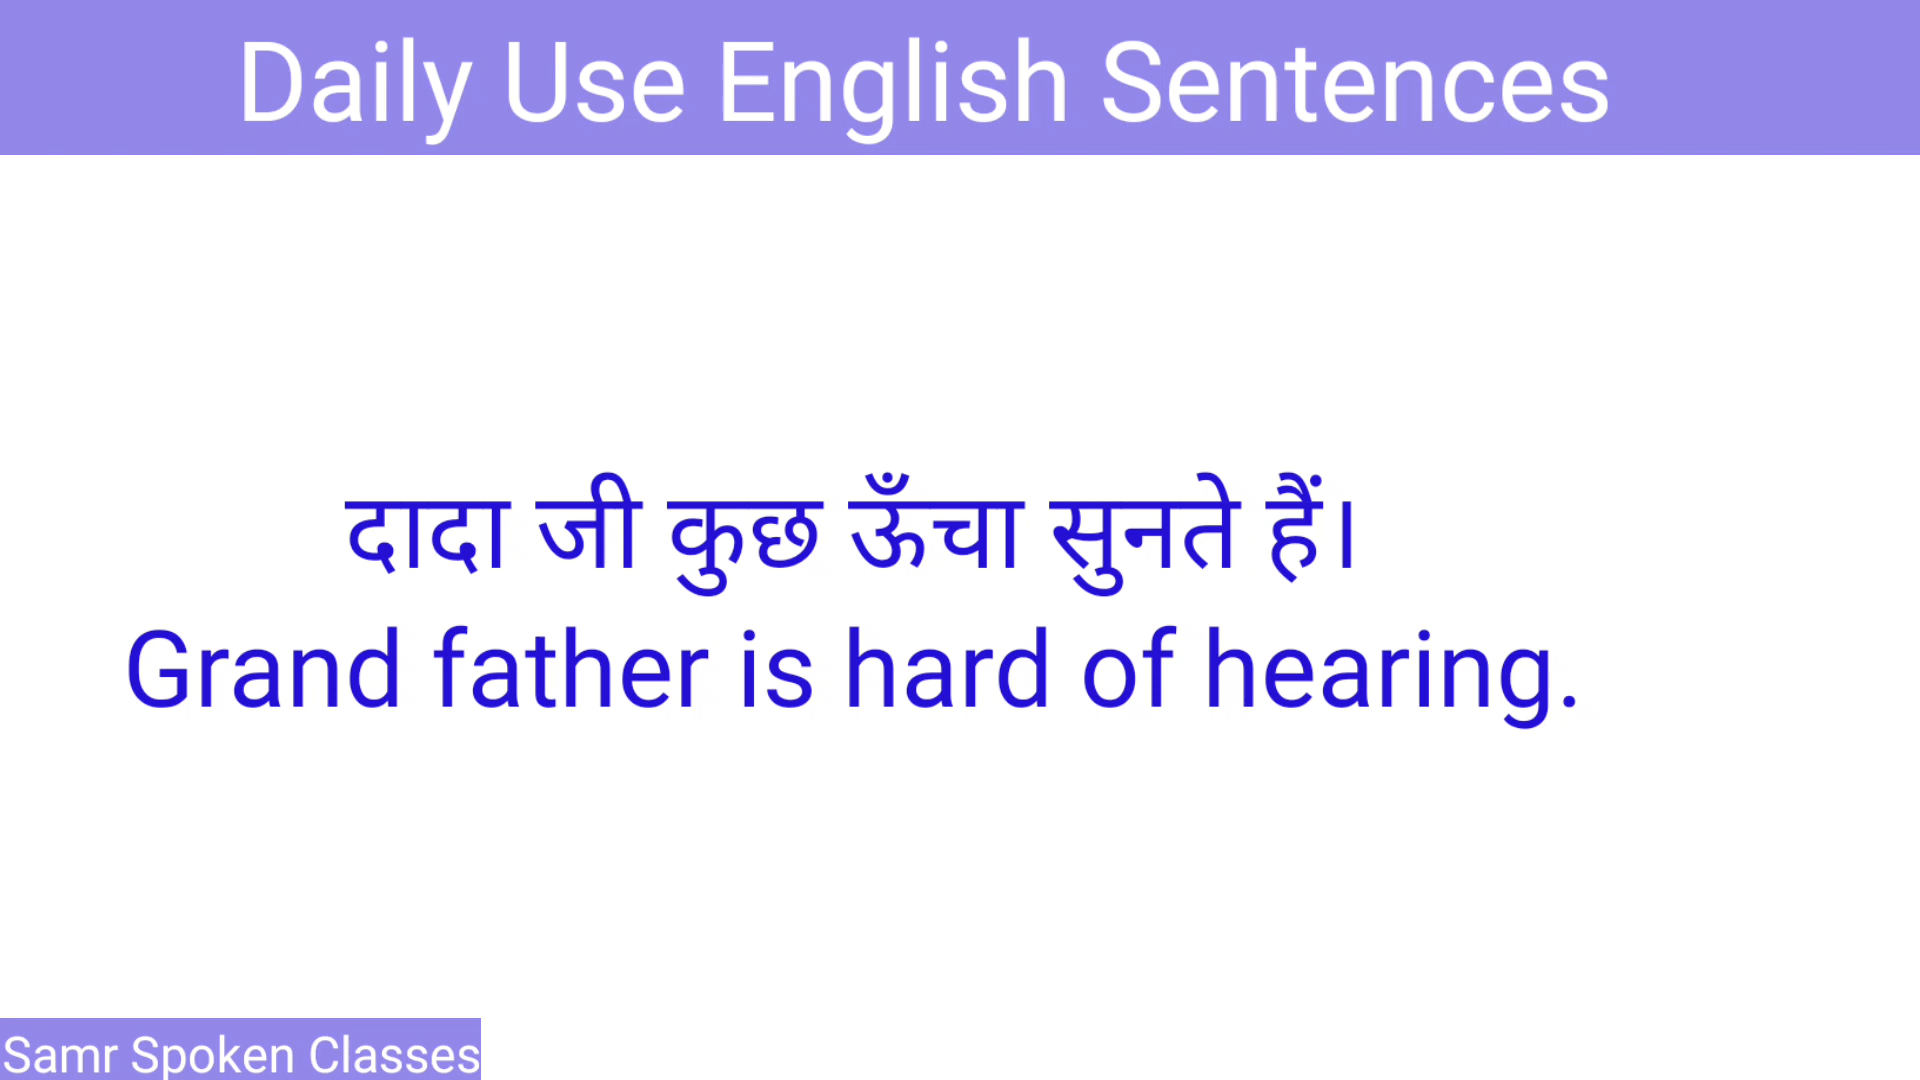 Daily Use English Sentences
दादा जी कुछ ऊँचा सुनते हैं।
Grand father is hard of hearing.
Samr Spoken Classes